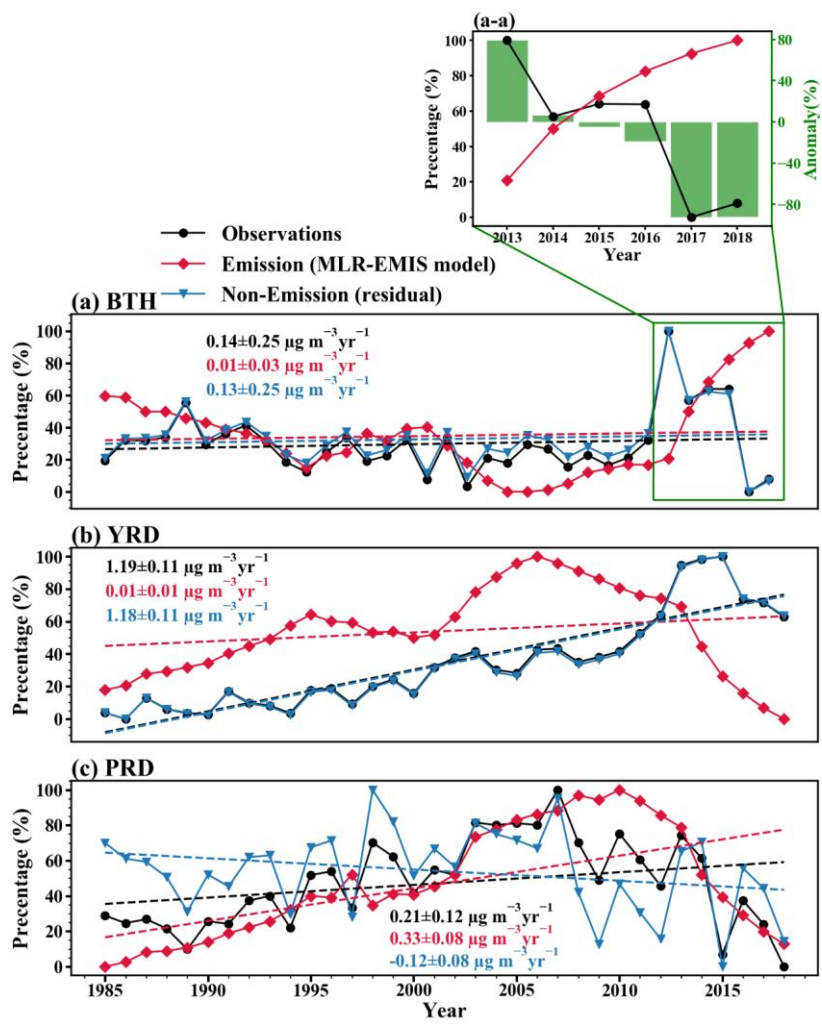 (a-a)
100
80
60
40
20
0
Precentage (%)
80
40
0
−40
−80
Anomaly(%)
2013 2014 2015 2016 2017 2018
Year
Observations
Emission (MLR-EMIS model)
Non-Emission (residual)
(a) BTH
100
80
60
40
20
0
Precentage (%)
0.14±0.25 μg m⁻³yr⁻¹
0.01±0.03 μg m⁻³yr⁻¹
0.13±0.25 μg m⁻³yr⁻¹
(b) YRD
100
80
60
40
20
0
Precentage (%)
1.19±0.11 μg m⁻³yr⁻¹
0.01±0.01 μg m⁻³yr⁻¹
1.18±0.11 μg m⁻³yr⁻¹
(c) PRD
100
80
60
40
20
0
Precentage (%)
0.21±0.12 μg m⁻³yr⁻¹
0.33±0.08 μg m⁻³yr⁻¹
-0.12±0.08 μg m⁻³yr⁻¹
1985 1990 1995 2000 2005 2010 2015
Year